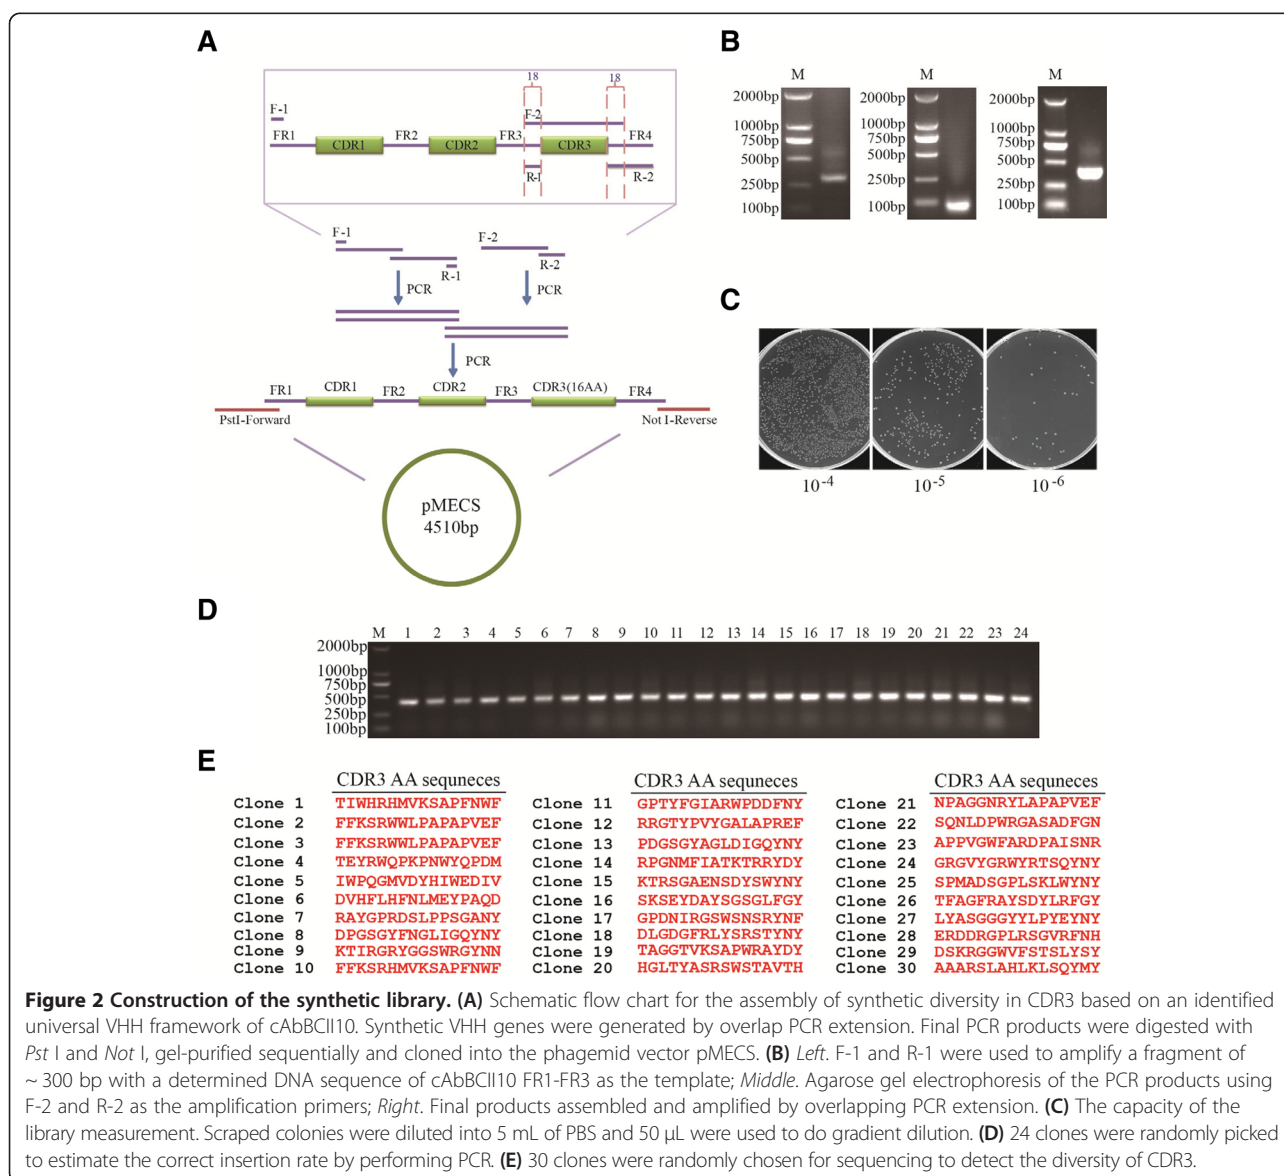 A
18 18
F-1
F-2
FR1 FR2 FR3 FR4
CDR1 CDR2 CDR3
R-1 R-2
F-1 F-2
R-1 R-2
PCR PCR
PCR
FR1 CDR1 FR2 CDR2 FR3 CDR3(16AA) FR4
PstI-Forward Not I-Reverse
pMECS
4510bp
B
M
2000bp
1000bp
750bp
500bp
250bp
100bp
M
2000bp
1000bp
750bp
500bp
250bp
100bp
M
2000bp
1000bp
750bp
500bp
250bp
100bp
C
10-4 10-5 10-6
D
M 1 2 3 4 5 6 7 8 9 10 11 12 13 14 15 16 17 18 19 20 21 22 23 24
2000bp
1000bp
750bp
500bp
250bp
100bp
E
CDR3 AA sequneces
Clone 1 TIWHRHMVKSAPFNWF
Clone 2 FFKSRWWLPAPAPVEF
Clone 3 FFKSRWWLPAPAPVEF
Clone 4 TEYRWQPKPNWYQPDM
Clone 5 IWPQGMVDYHIWEDIV
Clone 6 DVHFLHFNLMEYPAQD
Clone 7 RAYGPRDSLPPSGANY
Clone 8 DPGSGYFNGLIGQYNY
Clone 9 KTIRGRYGGSWRGYNN
Clone 10 FFKSRHMVKSAPFNWF
CDR3 AA sequneces
Clone 11 GPTYFGIARWPDDFNY
Clone 12 RRGTYPVYGALAPREF
Clone 13 PDGSGYAGLDIGQYNY
Clone 14 RPGNMFIATKTRRYDY
Clone 15 KTRSGAENSDYSWYNY
Clone 16 SKSEYDAYSGSGLFGY
Clone 17 GPDNIRGSWSNSRYNF
Clone 18 DLGDGFRLYSRSTYNY
Clone 19 TAGGTVKSAPWRAYDY
Clone 20 HGLTYASRSWSTAVTH
CDR3 AA sequneces
Clone 21 NPAGGNRYLAPAPVEF
Clone 22 SQNLDPWRGASADFGN
Clone 23 APPVGWFARDPAISNR
Clone 24 GRGVYGRWYRTSQYNY
Clone 25 SPMADSGPLSKLWYNY
Clone 26 TFAGFRAYSDYLRFGY
Clone 27 LYASGGGYYLPYEYNY
Clone 28 ERDDRGPLRSGVRFNH
Clone 29 DSKRGGWVFSTSLYSY
Clone 30 AAARSLAHLKLSQYMY
Figure 2 Construction of the synthetic library. (A) Schematic flow chart for the assembly of synthetic diversity in CDR3 based on an identified
universal VHH framework of cAbBCII10. Synthetic VHH genes were generated by overlap PCR extension. Final PCR products were digested with
Pst I and Not I, gel-purified sequentially and cloned into the phagemid vector pMECS. (B) Left. F-1 and R-1 were used to amplify a fragment of
~ 300 bp with a determined DNA sequence of cAbBCII10 FR1-FR3 as the template; Middle. Agarose gel electrophoresis of the PCR products using
F-2 and R-2 as the amplification primers; Right. Final products assembled and amplified by overlapping PCR extension. (C) The capacity of the
library measurement. Scraped colonies were diluted into 5 mL of PBS and 50 μL were used to do gradient dilution. (D) 24 clones were randomly picked
to estimate the correct insertion rate by performing PCR. (E) 30 clones were randomly chosen for sequencing to detect the diversity of CDR3.